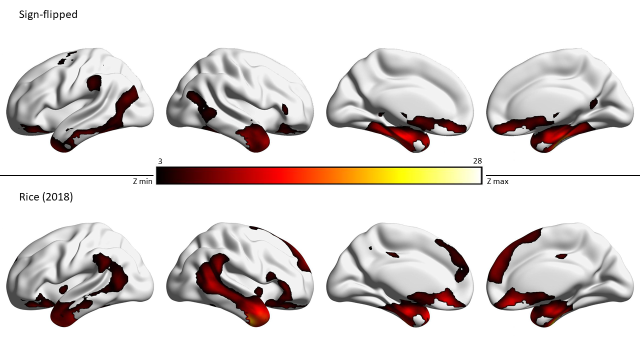 Sign-flipped
3 28
Z min Z max
Rice (2018)